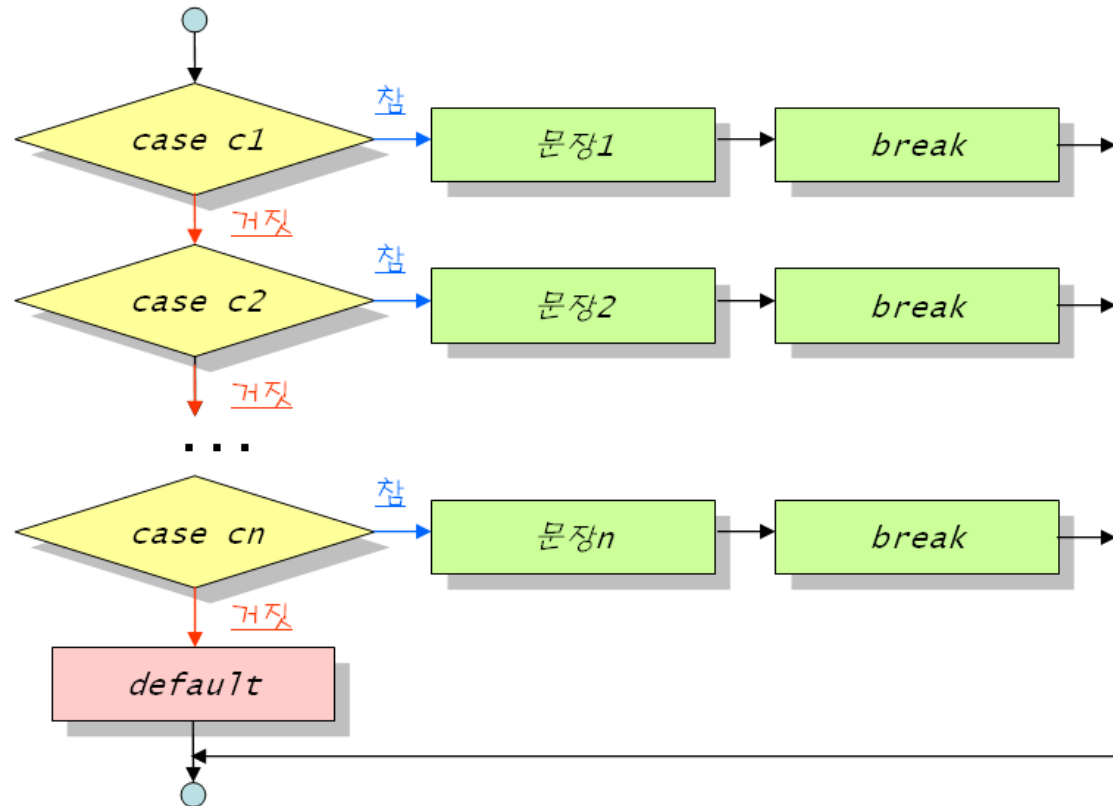 참
case c1
문장1
break
거짓
참
case c2
문장2
break
거짓
...
참
case cn
문장n
break
거짓
default